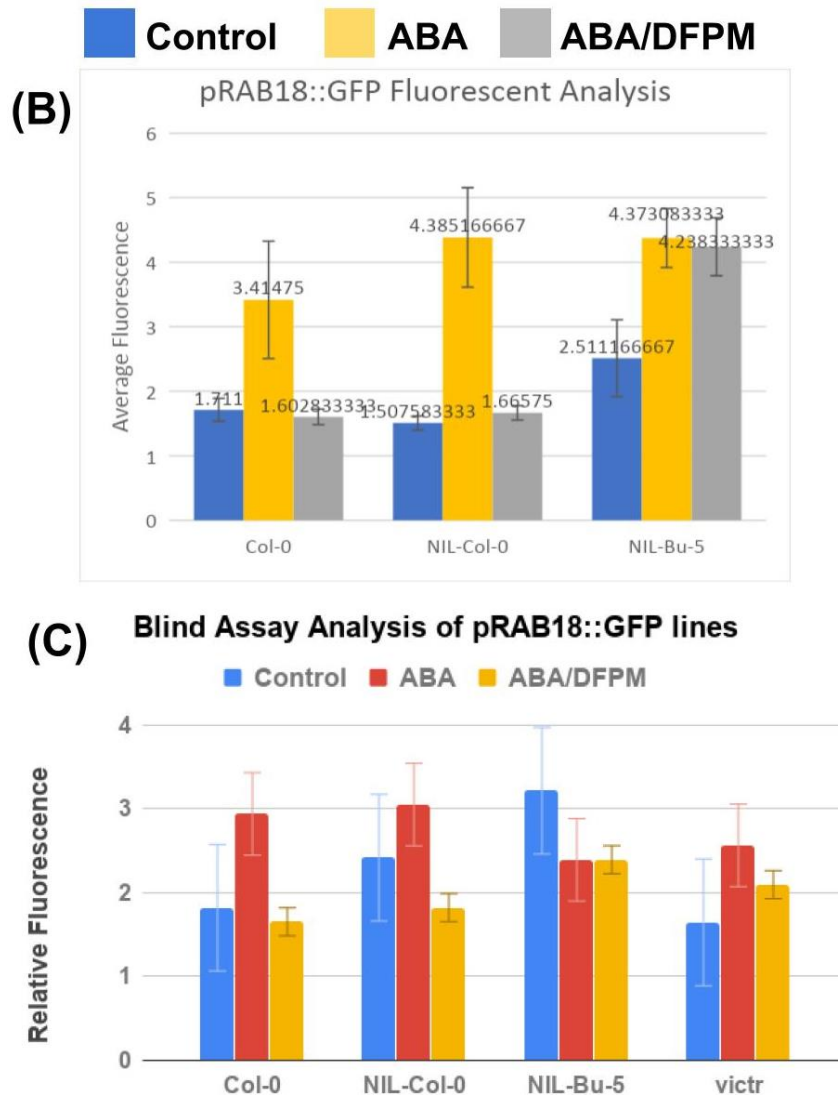 Control ABA ABA/DFPM
(B)
pRAB18::GFP Fluorescent Analysis
Average Fluorescence
6
5
4
3
2
1
0
1.711
3.41475
1.602833333
1.507583333
4.385166667
1.66575
2.511166667
4.373083333
4.238333333
Col-0 NIL-Col-0 NIL-Bu-5
(C)
Blind Assay Analysis of pRAB18::GFP lines
Control ABA ABA/DFPM
Relative Fluorescence
4
3
2
1
0
Col-0 NIL-Col-0 NIL-Bu-5 victr